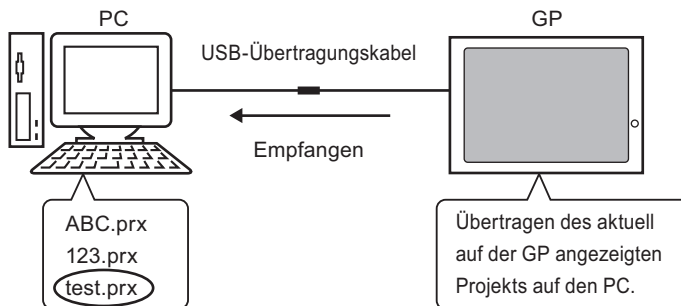 PC
GP
USB-Übertragungskabel
Empfangen
ABC.prx
123.prx
test.prx
Übertragen des aktuell
auf der GP angezeigten
Projekts auf den PC.